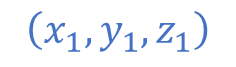 (x₁, y₁, z₁)